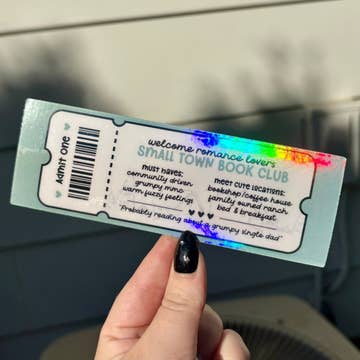 Admit one
welcome romance lovers
SMALL TOWN BOOK CLUB
must haves:
community driven
grumpy mmc
warm fuzzy feelings
meet cute locations:
bookshop/coffee house
family owned ranch
bed & breakfast
"Probably reading about a grumpy single dad"